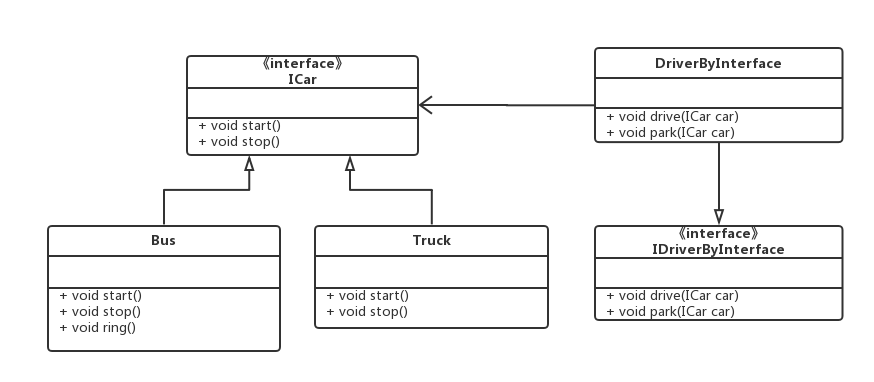 《interface》
ICar
+ void start()
+ void stop()
DriverByInterface
+ void drive(ICar car)
+ void park(ICar car)
Bus
+ void start()
+ void stop()
+ void ring()
Truck
+ void start()
+ void stop()
《interface》
IDriverByInterface
+ void drive(ICar car)
+ void park(ICar car)